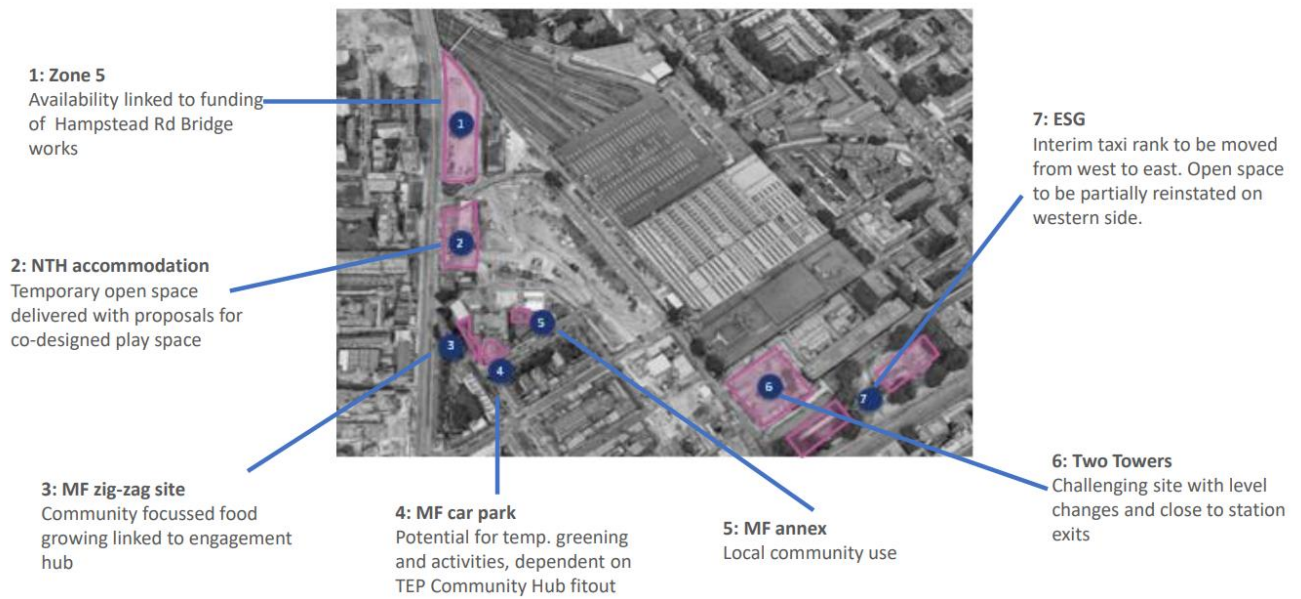 1: Zone 5
Availability linked to funding
of  Hampstead Rd Bridge
works
2: NTH accommodation
Temporary open space
delivered with proposals for
co-designed play space
3: MF zig-zag site
Community focussed food
growing linked to engagement
hub
4: MF car park
Potential for temp. greening
and activities, dependent on
TEP Community Hub fitout
5: MF annex
Local community use
6: Two Towers
Challenging site with level
changes and close to station
exits
7: ESG
Interim taxi rank to be moved
from west to east. Open space
to be partially reinstated on
western side.
1
2
3
4
5
6
7